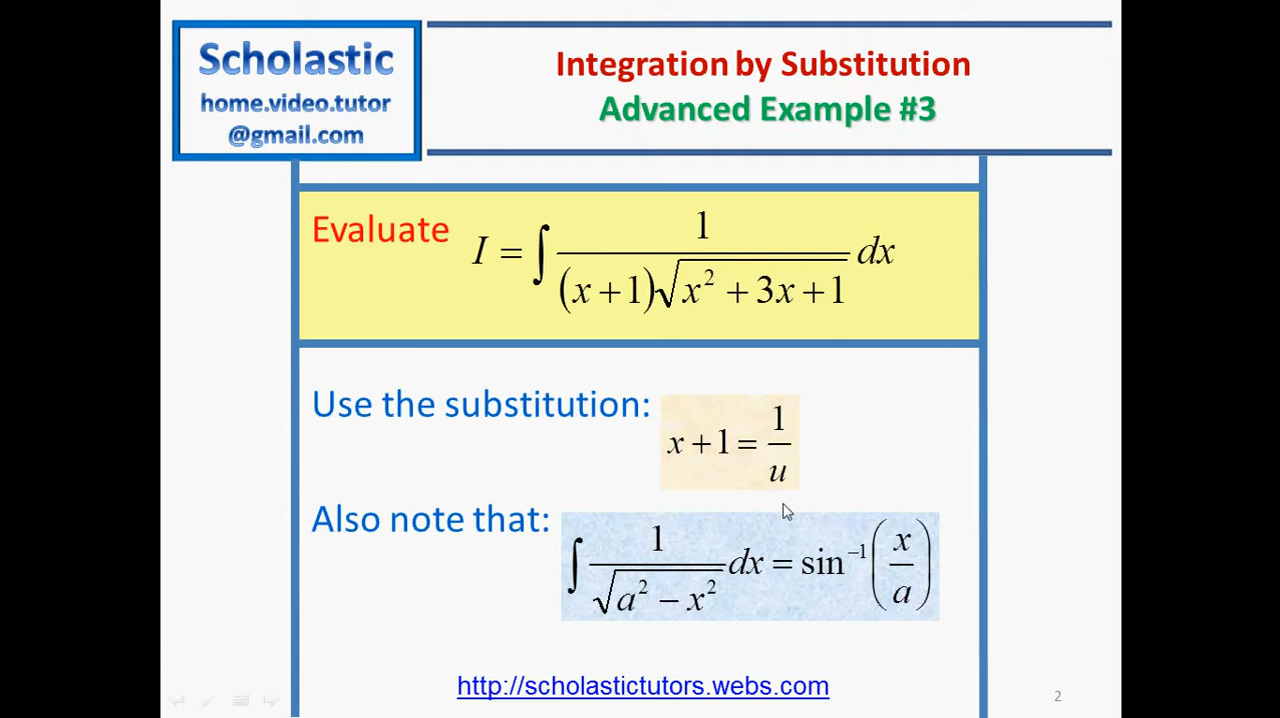 Scholastic
home.video.tutor
@gmail.com
Integration by Substitution
Advanced Example #3
Evaluate I = ∫ 1 / ((x + 1)√(x² + 3x + 1)) dx
Use the substitution: x + 1 = 1/u
Also note that: ∫ 1 / √(a² − x²) dx = sin⁻¹(x/a)
http://scholastictutors.webs.com
2